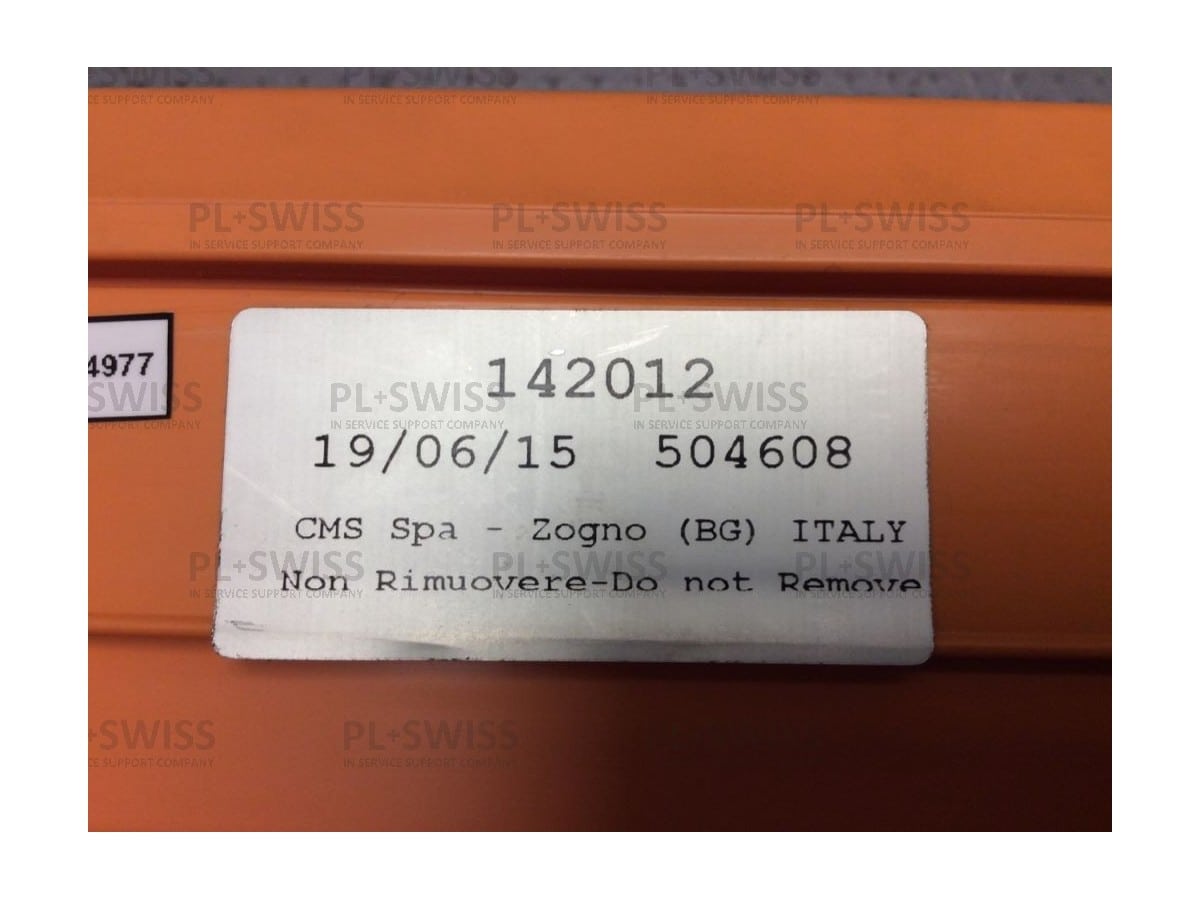 PL+SWISS
IN SERVICE SUPPORT COMPANY
4977
142012
19/06/15 504608
CMS Spa - Zogno (BG) ITALY
Non Rimuovere-Do not Remove